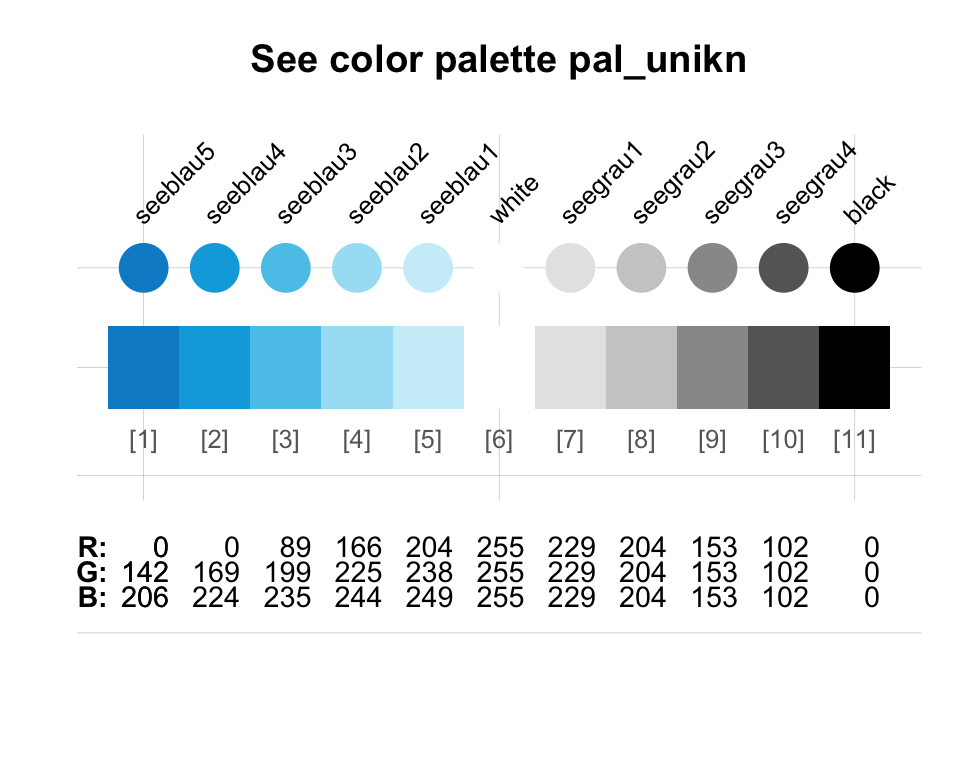 See color palette pal_unikn
seeblau5 seeblau4 seeblau3 seeblau2 seeblau1 white seegrau1 seegrau2 seegrau3 seegrau4 black
[1] [2] [3] [4] [5] [6] [7] [8] [9] [10] [11]
R: 0 0 89 166 204 255 229 204 153 102 0
G: 142 169 199 225 238 255 229 204 153 102 0
B: 206 224 235 244 249 255 229 204 153 102 0